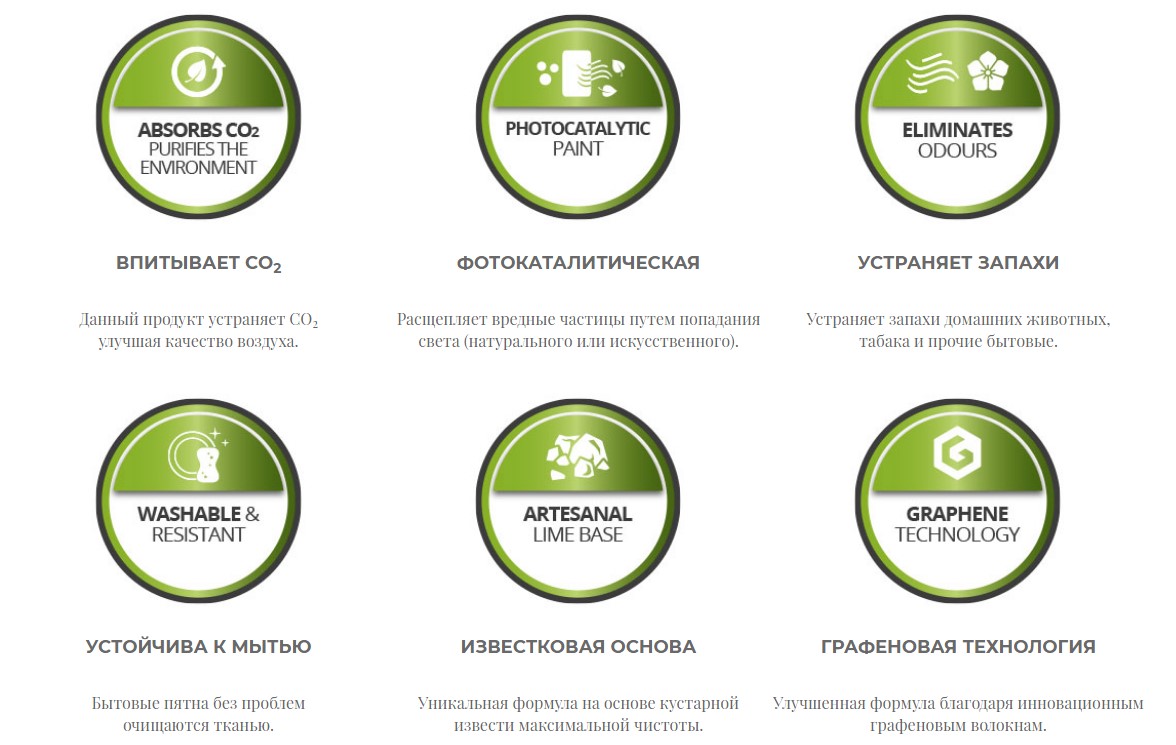 ABSORBS CO₂
PURIFIES THE
ENVIRONMENT
ВПИТЫВАЕТ CO₂
Данный продукт устраняет CO₂
улучшая качество воздуха.
PHOTOCATALYTIC
PAINT
ФОТОКАТАЛИТИЧЕСКАЯ
Расщепляет вредные частицы путем попадания
света (натурального или искусственного).
ELIMINATES
ODOURS
УСТРАНЯЕТ ЗАПАХИ
Устраняет запахи домашних животных,
табака и прочие бытовые.
WASHABLE &
RESISTANT
УСТОЙЧИВА К МЫТЬЮ
Бытовые пятна без проблем
очищаются тканью.
ARTESANAL
LIME BASE
ИЗВЕСТКОВАЯ ОСНОВА
Уникальная формула на основе кустарной
извести максимальной чистоты.
GRAPHENE
TECHNOLOGY
ГРАФЕНОВАЯ ТЕХНОЛОГИЯ
Улучшенная формула благодаря инновационным
графеновым волокнам.